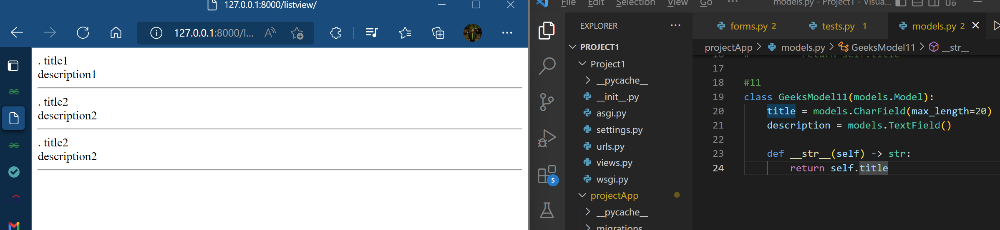 127.0.0.1:8000/listview/
127.0.0.1:8000/l...
. title1
description1
. title2
description2
. title2
description2
File Edit Selection View Go ··· models.py - Project1 - Visua...
EXPLORER ···
PROJECT1
Project1
__pycache__
__init__.py
asgi.py
settings.py
urls.py
views.py
wsgi.py
projectApp
__pycache__
migrations
5
forms.py 2 tests.py 1 models.py 2
projectApp > models.py > GeeksModel11 > __str__
16 # return self.title
17
18 #11
19 class GeeksModel11(models.Model):
20 title = models.CharField(max_length=20)
21 description = models.TextField()
22
23 def __str__(self) -> str:
24 return self.title